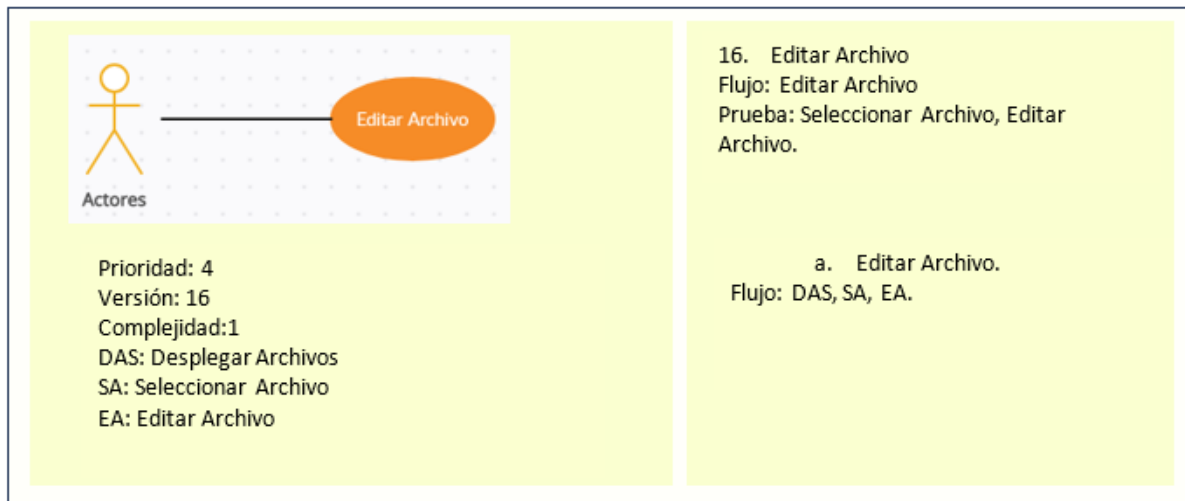 Editar Archivo
Actores
Prioridad: 4
Versión: 16
Complejidad:1
DAS: Desplegar Archivos
SA: Seleccionar Archivo
EA: Editar Archivo
16. Editar Archivo
Flujo: Editar Archivo
Prueba: Seleccionar Archivo, Editar
Archivo.
a. Editar Archivo.
Flujo: DAS, SA, EA.